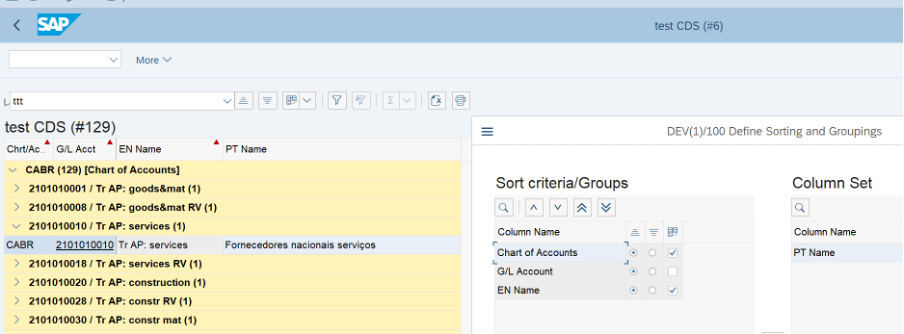 SAP
test CDS (#6)
More
ttt
test CDS (#129)
Chrt/Ac.. G/L Acct EN Name PT Name
CABR (129) [Chart of Accounts]
2101010001 / Tr AP: goods&mat (1)
2101010008 / Tr AP: goods&mat RV (1)
2101010010 / Tr AP: services (1)
CABR 2101010010 Tr AP: services Fornecedores nacionais serviços
2101010018 / Tr AP: services RV (1)
2101010020 / Tr AP: construction (1)
2101010028 / Tr AP: constr RV (1)
2101010030 / Tr AP: constr mat (1)
DEV(1)/100 Define Sorting and Groupings
Sort criteria/Groups
Column Name
Chart of Accounts
G/L Account
EN Name
Column Set
Column Name
PT Name